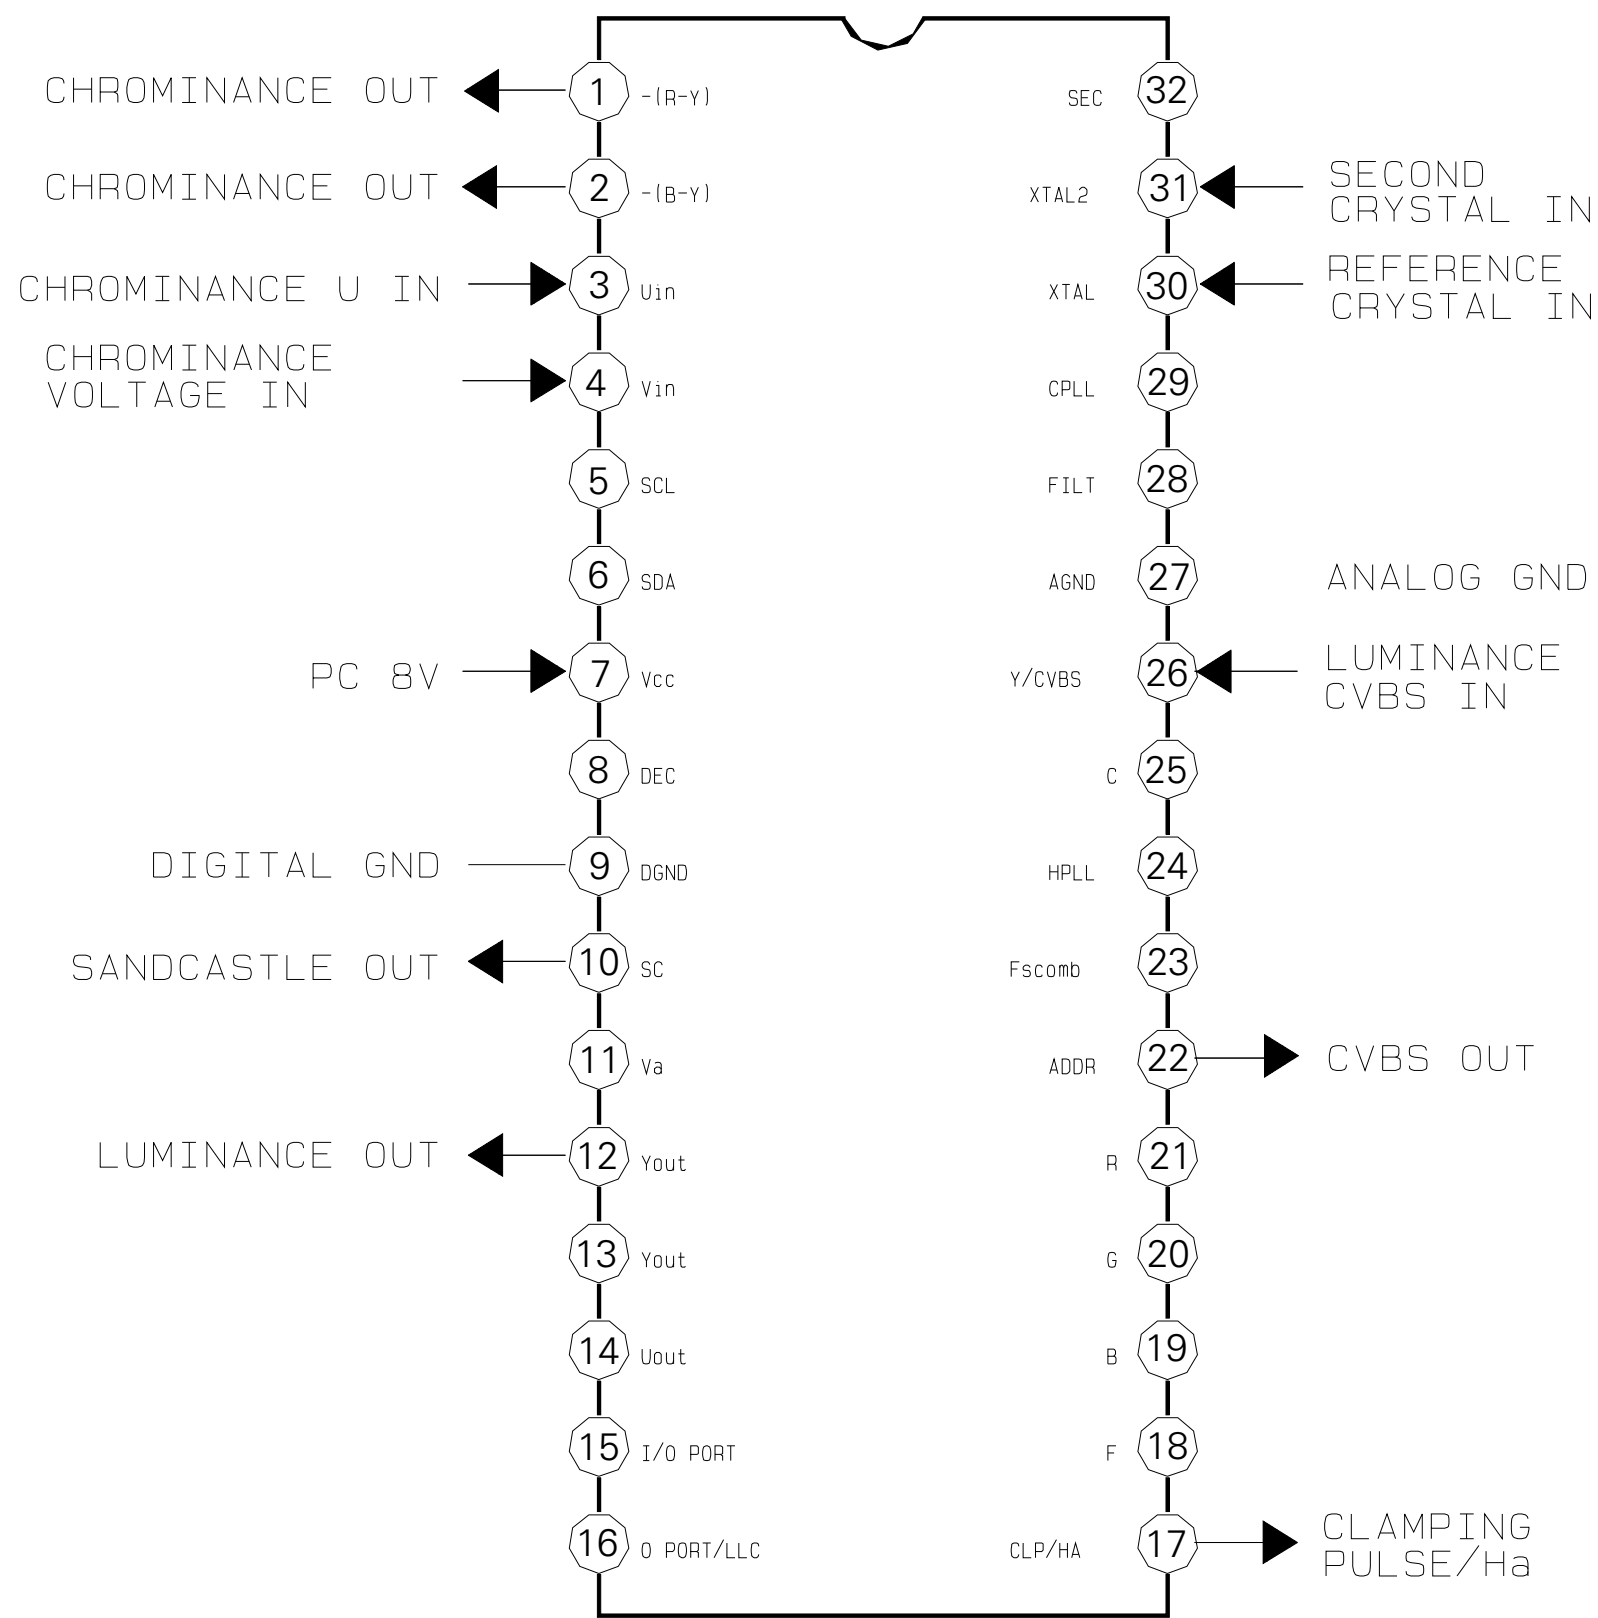 CHROMINANCE OUT 1 -(R-Y) SEC 32
CHROMINANCE OUT 2 -(B-Y) XTAL2 31 SECOND
CRYSTAL IN
CHROMINANCE U IN 3 Uin XTAL 30 REFERENCE
CRYSTAL IN
CHROMINANCE
VOLTAGE IN 4 Vin CPLL 29
5 SCL FILT 28
6 SDA AGND 27 ANALOG GND
PC 8V 7 Vcc Y/CVBS 26 LUMINANCE
CVBS IN
8 DEC C 25
DIGITAL GND 9 DGND HPLL 24
SANDCASTLE OUT 10 SC Fscomb 23
11 Va ADDR 22 CVBS OUT
LUMINANCE OUT 12 Yout R 21
13 Yout G 20
14 Uout B 19
15 I/O PORT F 18
16 O PORT/LLC CLP/HA 17 CLAMPING
PULSE/Ha